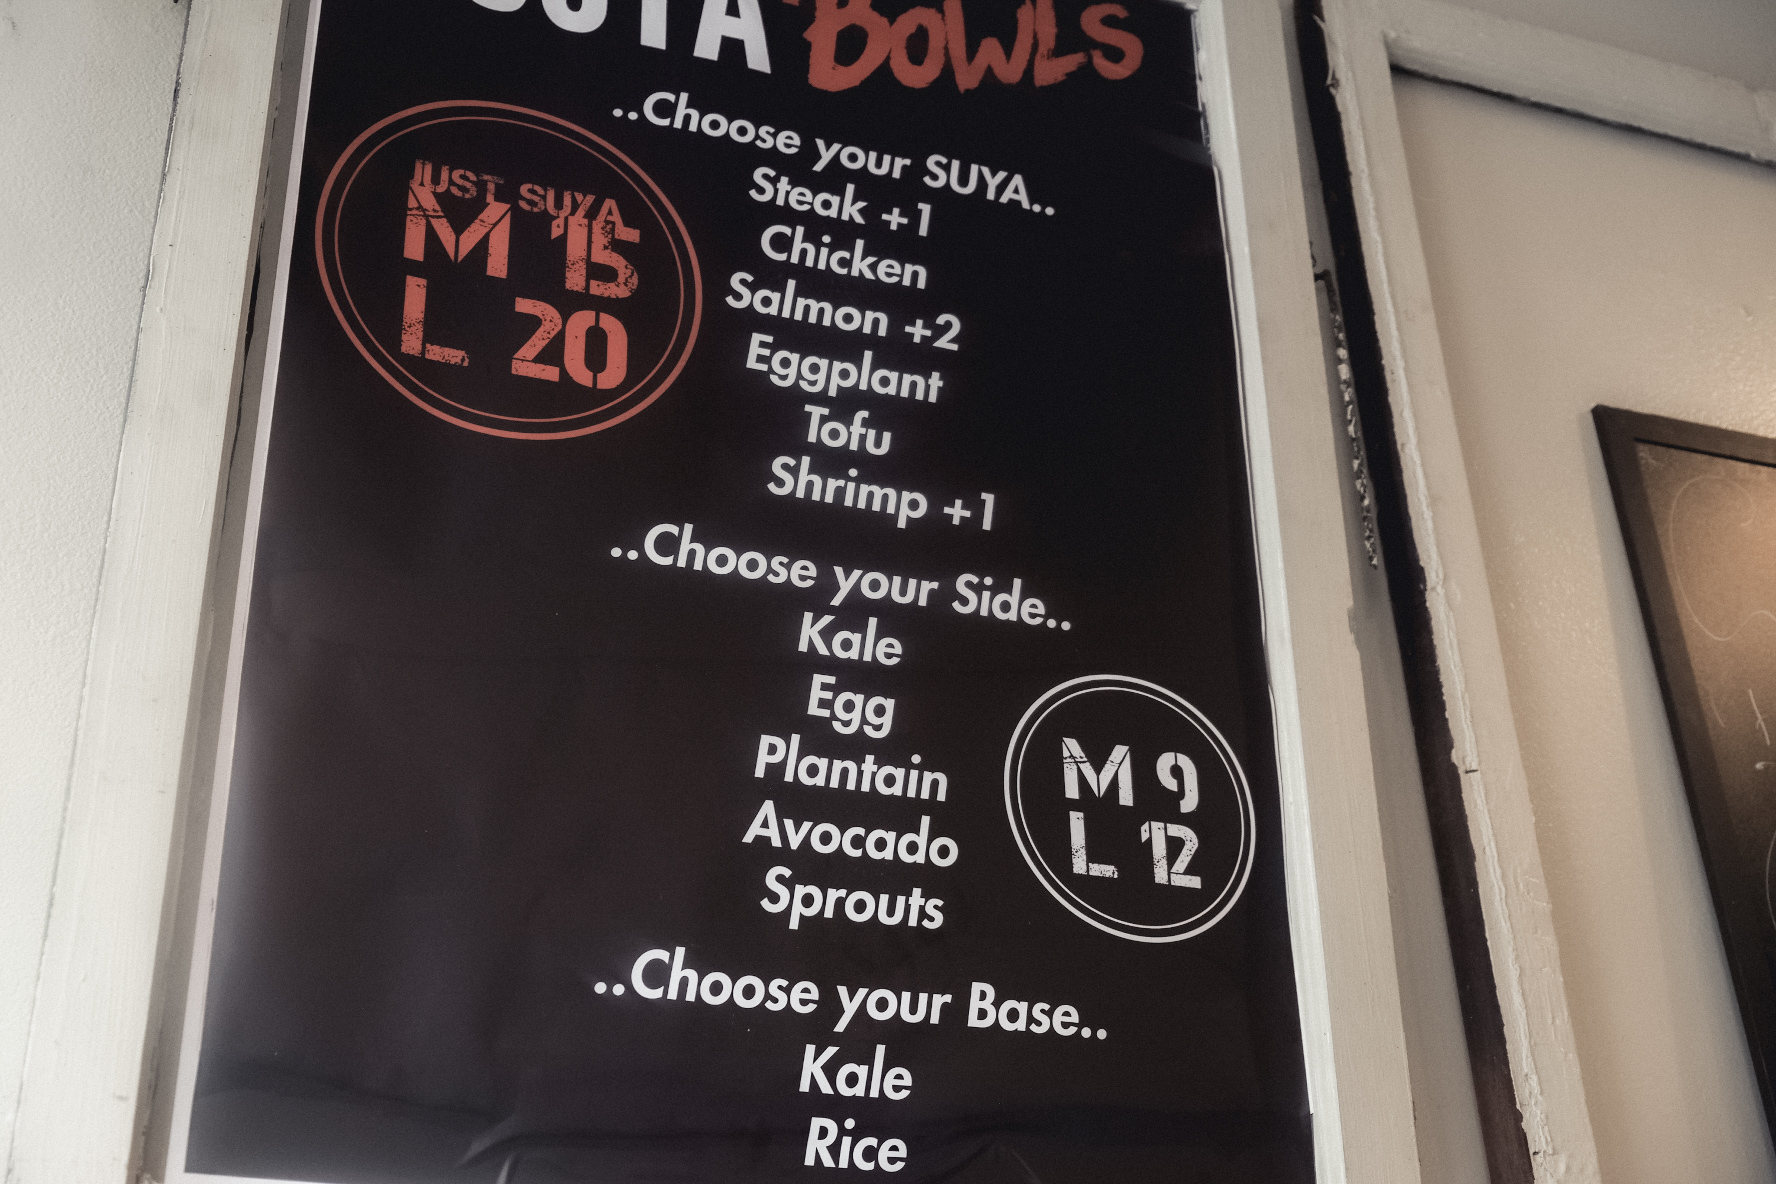 SUYA BOWLS
..Choose your SUYA..
Steak +1
Chicken
Salmon +2
Eggplant
Tofu
Shrimp +1
JUST SUYA
M 15
L 20
..Choose your Side..
Kale
Egg
Plantain
Avocado
Sprouts
M 9
L 12
..Choose your Base..
Kale
Rice